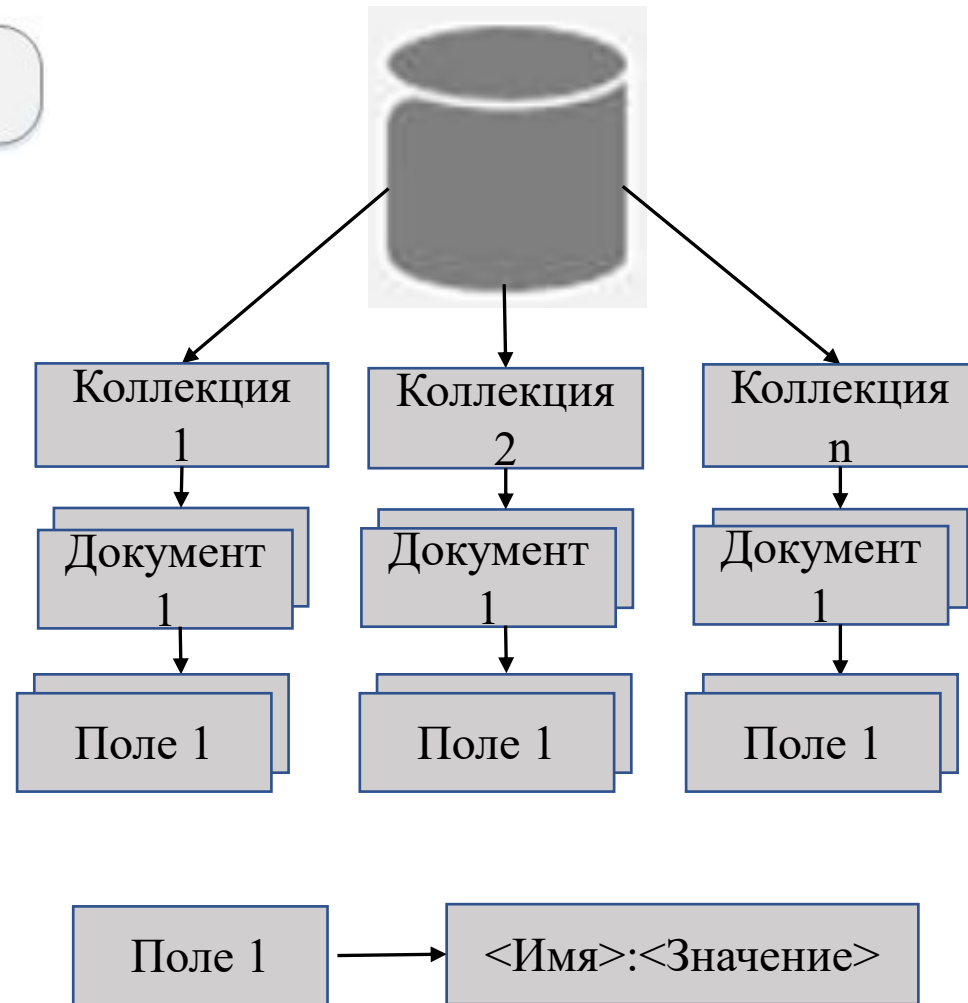 Коллекция
1
Коллекция
2
Коллекция
n
Документ
1
Документ
1
Документ
1
Поле 1
Поле 1
Поле 1
Поле 1
<Имя>:<Значение>